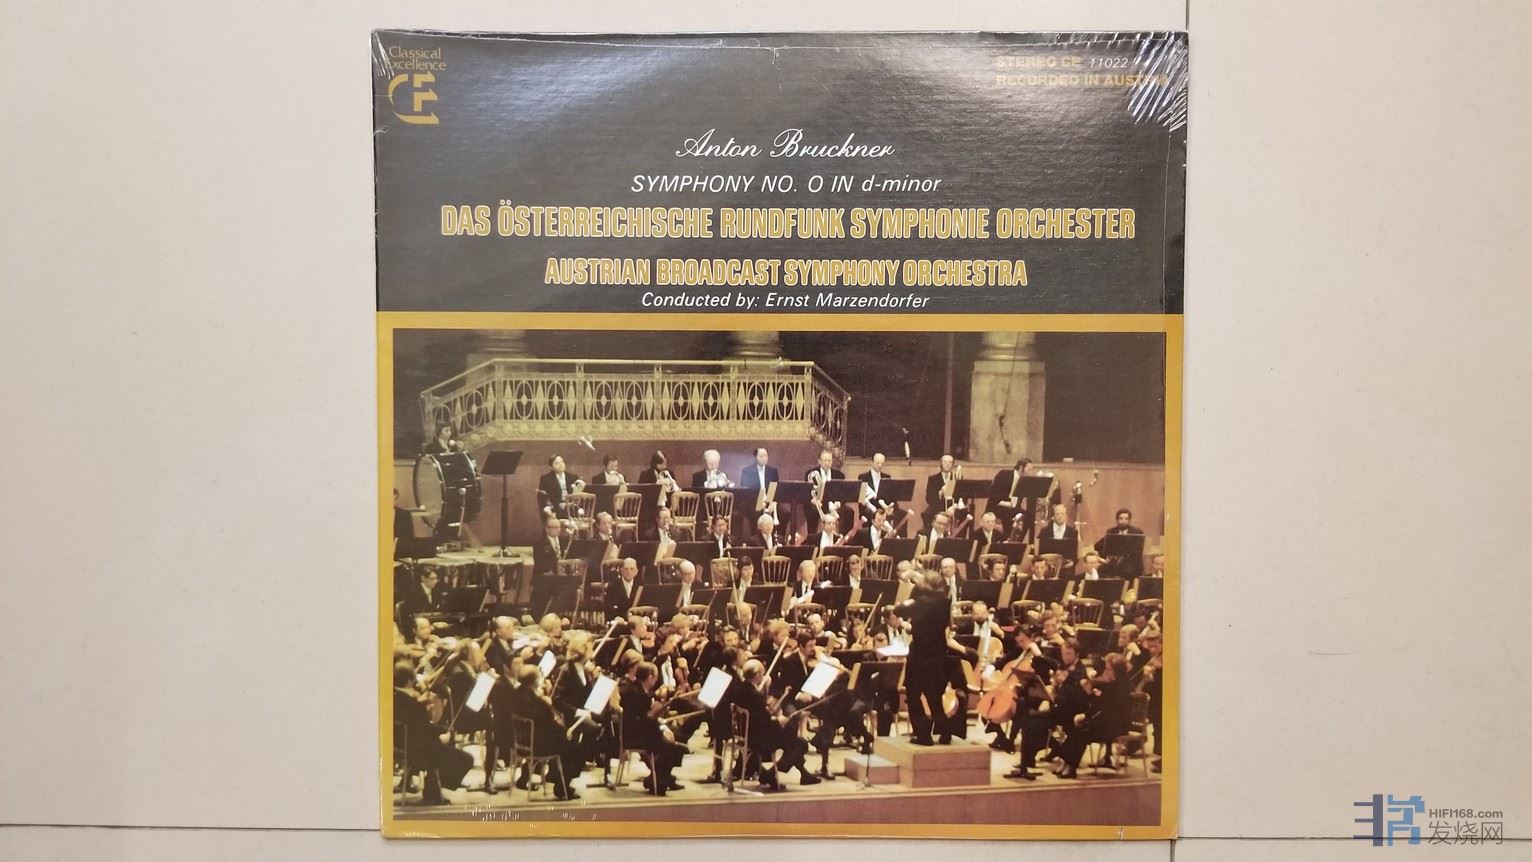 Classical
Excellence
STEREO CE 11022
RECORDED IN AUSTRIA
Anton Bruckner
SYMPHONY NO. O IN d-minor
DAS ÖSTERREICHISCHE RUNDFUNK SYMPHONIE ORCHESTER
AUSTRIAN BROADCAST SYMPHONY ORCHESTRA
Conducted by: Ernst Marzendorfer
HIFI168.com
发烧网